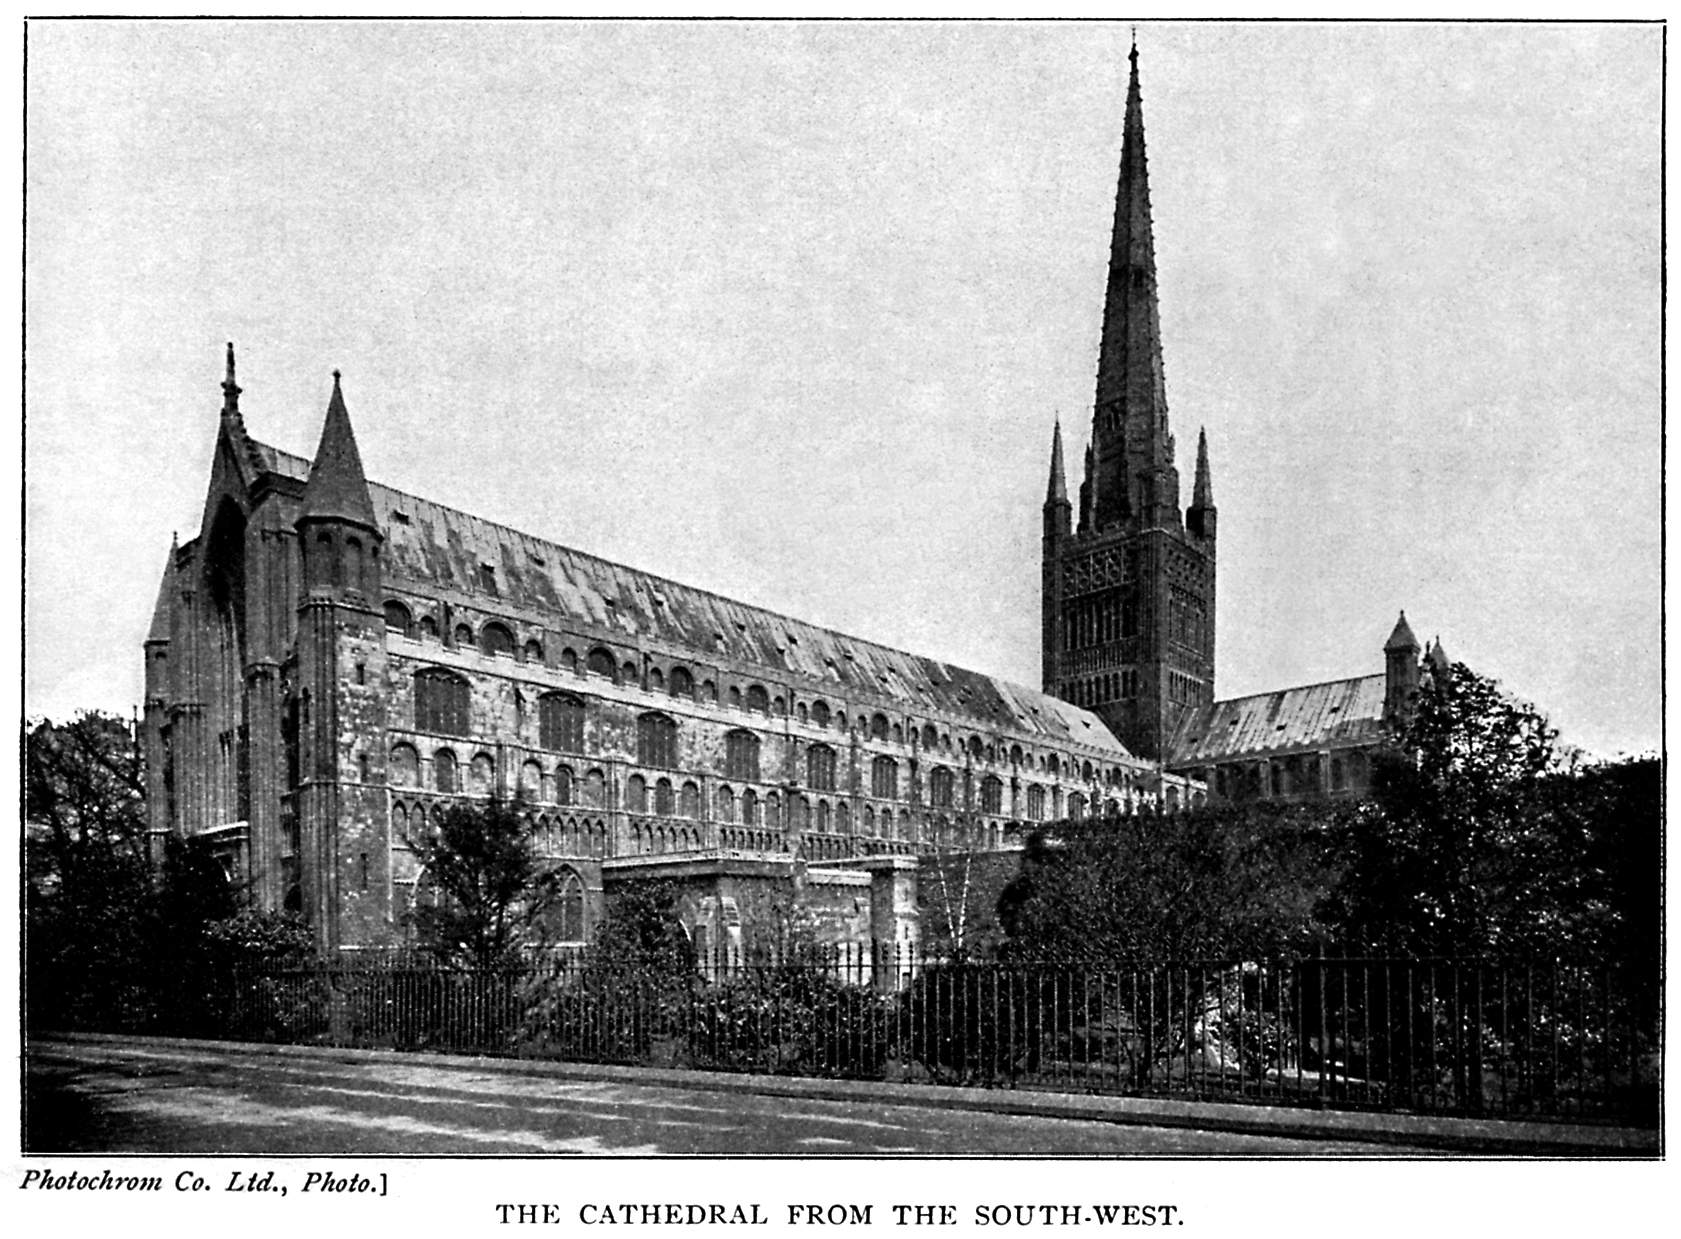 Photochrom Co. Ltd., Photo.]
THE CATHEDRAL FROM THE SOUTH-WEST.